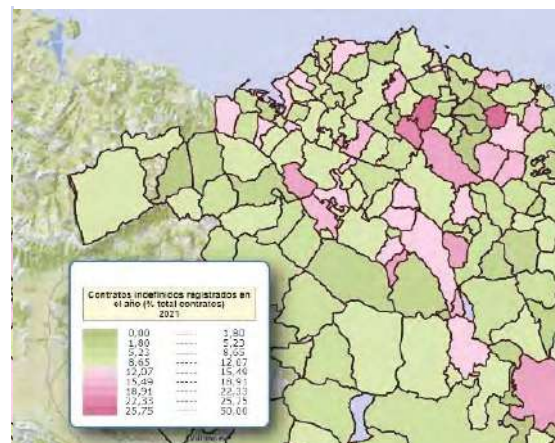 Contratos indefinidos registrados en
el año (% total contratos)
2021
0,00 ----- 1,80
1,80 ----- 5,23
5,23 ----- 8,65
8,65 ----- 12,07
12,07 ----- 15,49
15,49 ----- 18,91
18,91 ----- 22,33
22,33 ----- 25,75
25,75 ----- 50,00